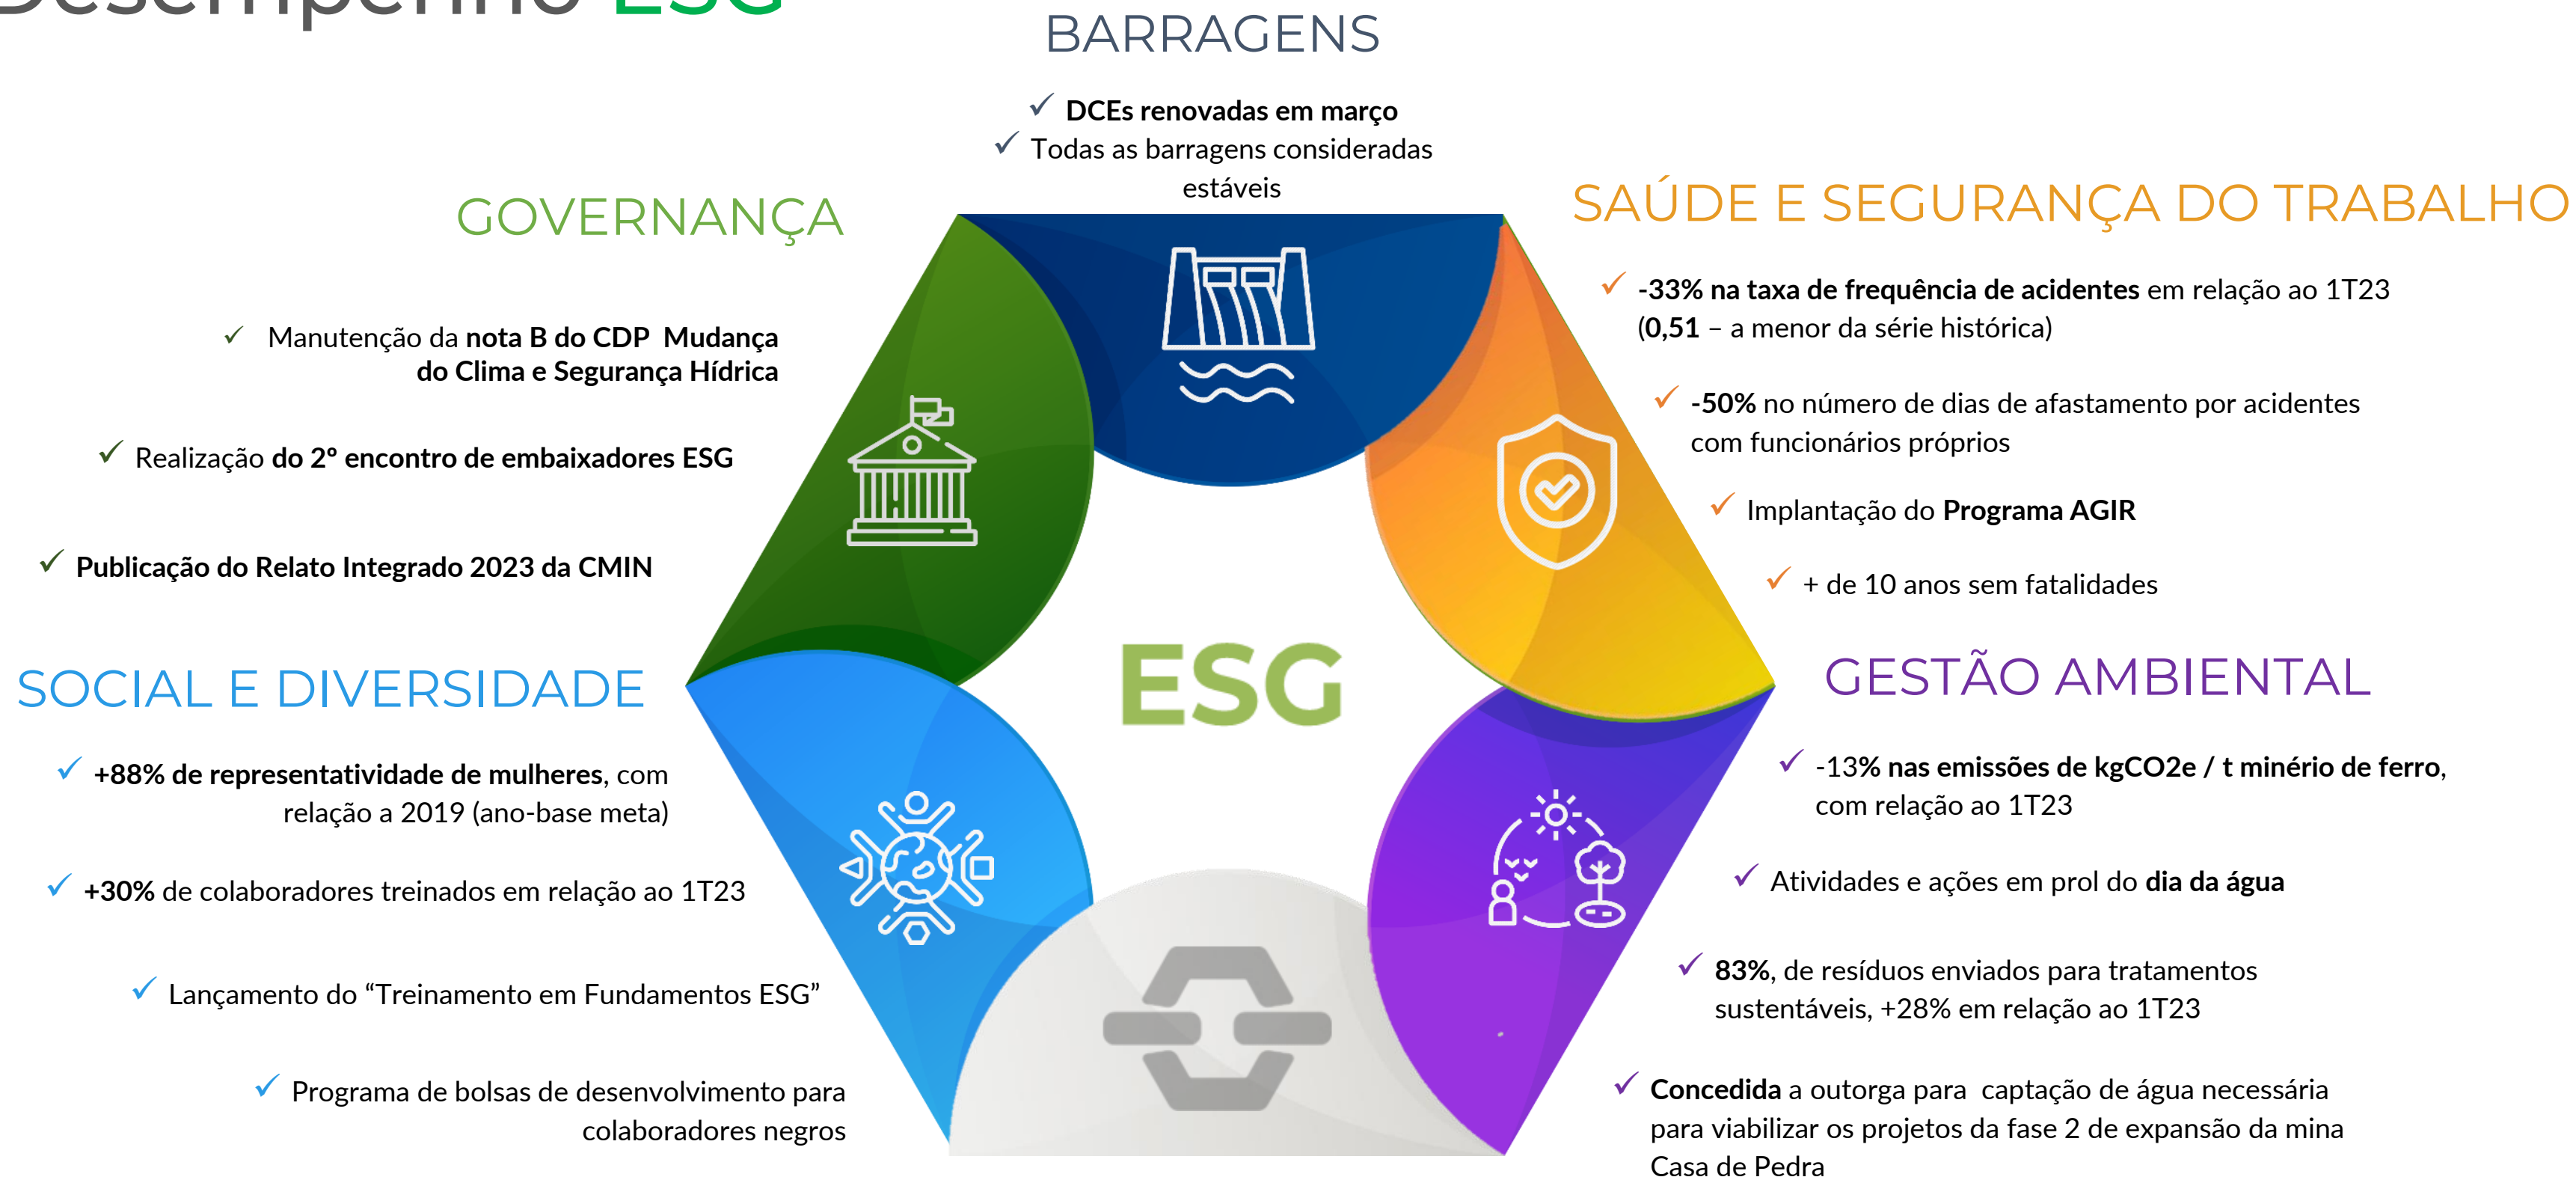 Desempenho ESG
BARRAGENS
✓ DCEs renovadas em março
✓ Todas as barragens consideradas
estáveis
GOVERNANÇA
✓ Manutenção da nota B do CDP Mudança
do Clima e Segurança Hídrica
✓ Realização do 2º encontro de embaixadores ESG
✓ Publicação do Relato Integrado 2023 da CMIN
SAÚDE E SEGURANÇA DO TRABALHO
✓ -33% na taxa de frequência de acidentes em relação ao 1T23
(0,51 – a menor da série histórica)
✓ -50% no número de dias de afastamento por acidentes
com funcionários próprios
✓ Implantação do Programa AGIR
✓ + de 10 anos sem fatalidades
ESG
SOCIAL E DIVERSIDADE
✓ +88% de representatividade de mulheres, com
relação a 2019 (ano-base meta)
✓ +30% de colaboradores treinados em relação ao 1T23
✓ Lançamento do “Treinamento em Fundamentos ESG”
✓ Programa de bolsas de desenvolvimento para
colaboradores negros
GESTÃO AMBIENTAL
✓ -13% nas emissões de kgCO2e / t minério de ferro,
com relação ao 1T23
✓ Atividades e ações em prol do dia da água
✓ 83%, de resíduos enviados para tratamentos
sustentáveis, +28% em relação ao 1T23
✓ Concedida a outorga para captação de água necessária
para viabilizar os projetos da fase 2 de expansão da mina
Casa de Pedra